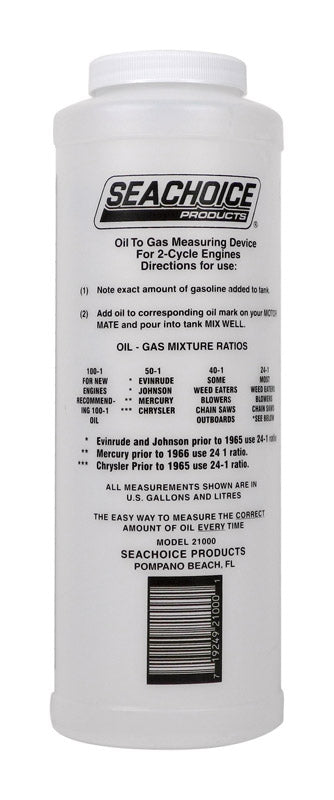 SEACHOICE
PRODUCTS ®
Oil To Gas Measuring Device
For 2-Cycle Engines
Directions for use:
(1) Note exact amount of gasoline added to tank.
(2) Add oil to corresponding oil mark on your MOTOR
MATE and pour into tank MIX WELL.
OIL - GAS MIXTURE RATIOS
100-1 50-1 40-1 24-1
FOR NEW * EVINRUDE SOME MOST
ENGINES * JOHNSON WEED EATERS WEED EATERS
RECOMMEND- ** MERCURY BLOWERS BLOWERS
ING 100-1 *** CHRYSLER CHAIN SAWS CHAIN SAWS
OIL OUTBOARDS *SEE BELOW
* Evinrude and Johnson prior to 1965 use 24-1 ratio
** Mercury prior to 1966 use 24 1 ratio.
*** Chrysler Prior to 1965 use 24-1 ratio.
ALL MEASUREMENTS SHOWN ARE IN
U.S. GALLONS AND LITRES
THE EASY WAY TO MEASURE THE CORRECT
AMOUNT OF OIL EVERY TIME
MODEL 21000
SEACHOICE PRODUCTS
POMPANO BEACH, FL
7 19249 21000 1